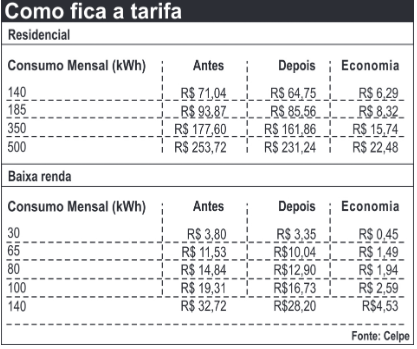 Como fica a tarifa
Residencial
Consumo Mensal (kWh) Antes Depois Economia
140 R$ 71,04 R$ 64,75 R$ 6,29
185 R$ 93,87 R$ 85,56 R$ 8,32
350 R$ 177,60 R$ 161,86 R$ 15,74
500 R$ 253,72 R$ 231,24 R$ 22,48
Baixa renda
Consumo Mensal (kWh) Antes Depois Economia
30 R$ 3,80 R$ 3,35 R$ 0,45
65 R$ 11,53 R$10,04 R$ 1,49
80 R$ 14,84 R$12,90 R$ 1,94
100 R$ 19,31 R$16,73 R$ 2,59
140 R$ 32,72 R$28,20 R$4,53
Fonte: Celpe